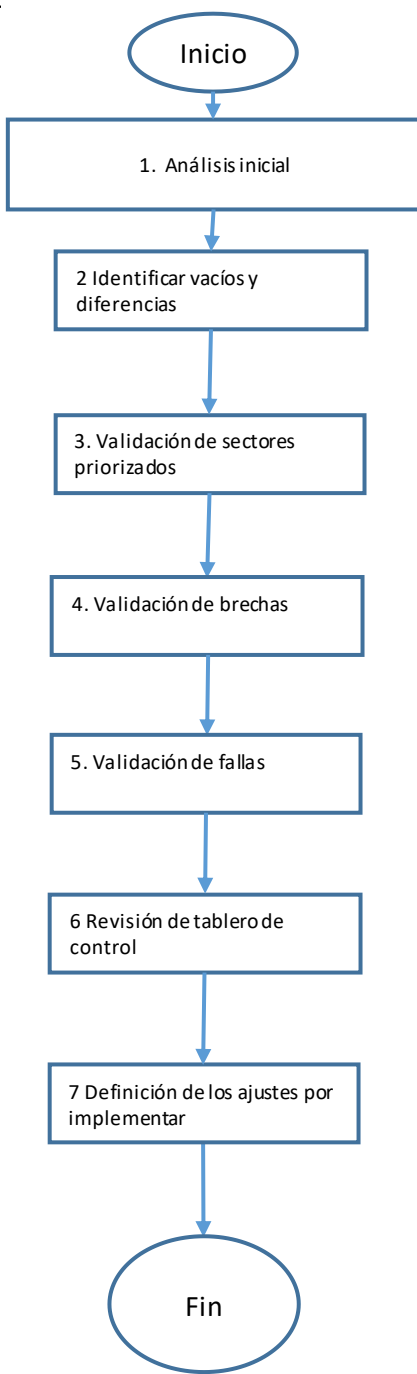 Inicio
1. Análisis inicial
2 Identificar vacíos y
diferencias
3. Validación de sectores
priorizados
4. Validación de brechas
5. Validación de fallas
6 Revisión de tablero de
control
7 Definición de los ajustes por
implementar
Fin